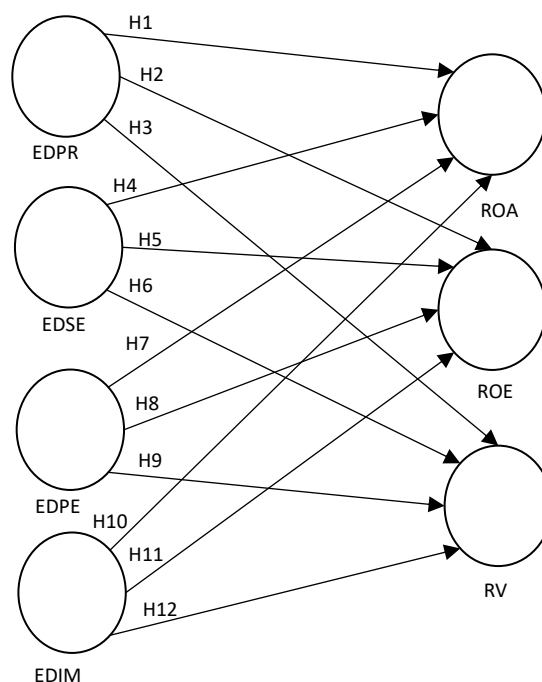 H1
H2
H3
EDPR
ROA
H4
H5
H6
EDSE
ROE
H7
H8
H9
EDPE
H10
H11
H12
RV
EDIM